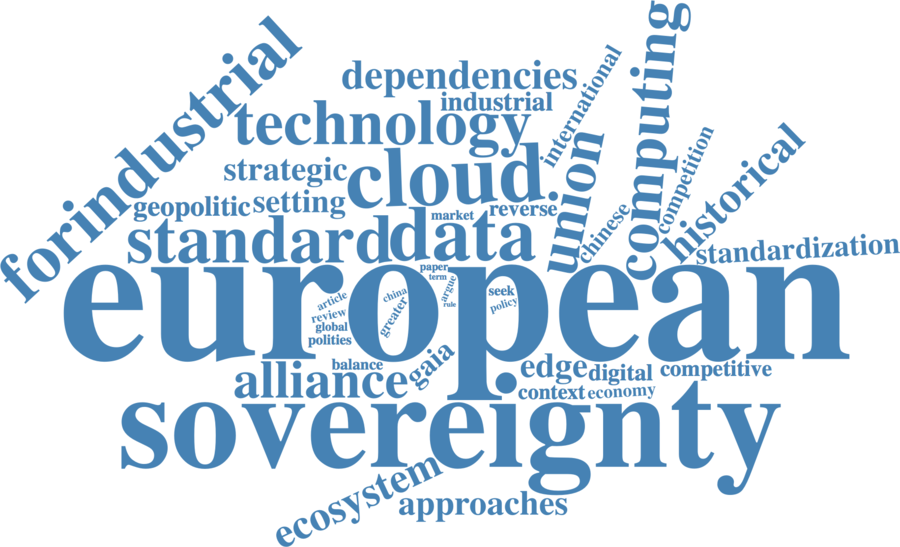 forindustrial
dependencies
industrial
technology
international
computing
strategic
cloud
union
competition
historical
geopolitic
setting
market
reverse
chinese
standard
data
standardization
european
paper
term
argue
rule
china
greater
seek
policy
article
review
global
polities
balance
gaia
edge
digital
competitive
alliance
context
economy
sovereignty
ecosystem
approaches